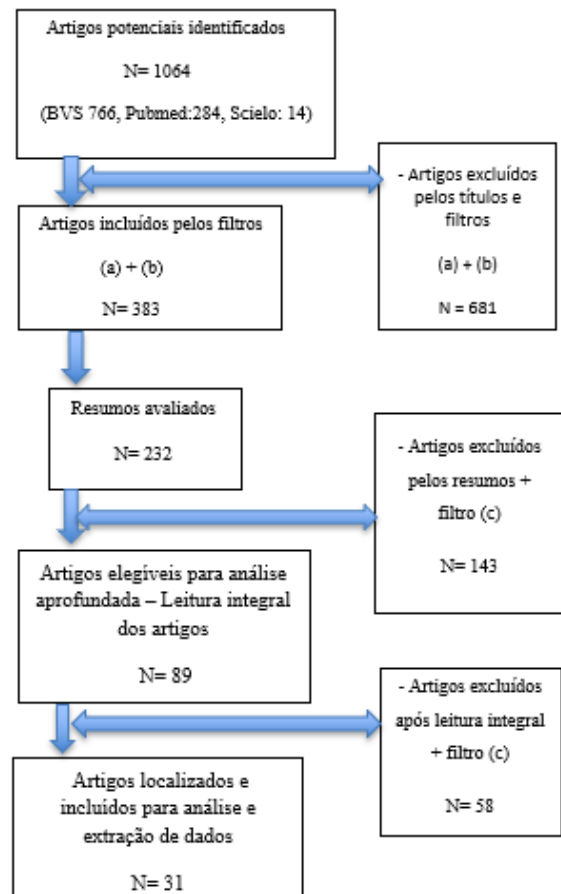 Artigos potenciais identificados
N= 1064
(BVS 766, Pubmed:284, Scielo: 14)
- Artigos excluídos
pelos títulos e
filtros
(a) + (b)
N = 681
Artigos incluídos pelos filtros
(a) + (b)
N= 383
Resumos avaliados
N= 232
- Artigos excluídos
pelos resumos +
filtro (c)
N= 143
Artigos elegíveis para análise
aprofundada – Leitura integral
dos artigos
N= 89
- Artigos excluídos
após leitura integral
+ filtro (c)
N= 58
Artigos localizados e
incluídos para análise e
extração de dados
N= 31